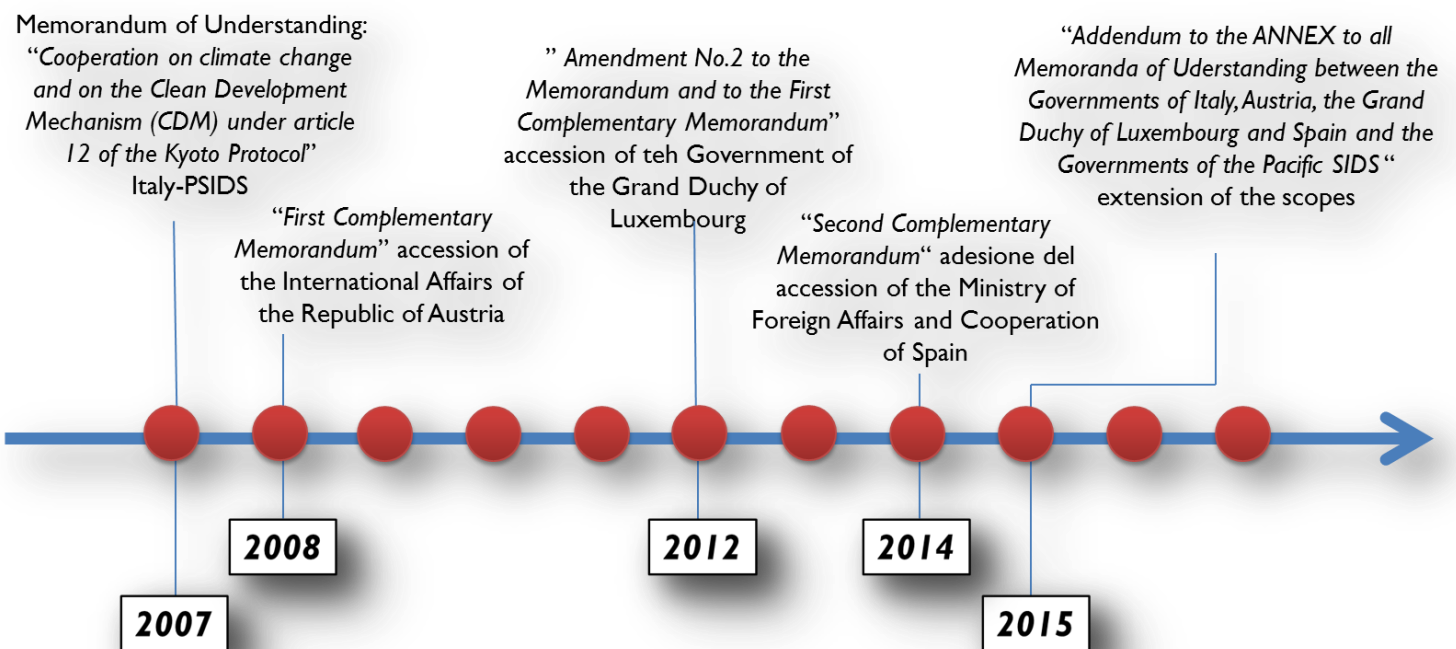 Memorandum of Understanding:
“Cooperation on climate change
and on the Clean Development
Mechanism (CDM) under article
12 of the Kyoto Protocol”
Italy-PSIDS
“First Complementary
Memorandum” accession of
the International Affairs of
the Republic of Austria
” Amendment No.2 to the
Memorandum and to the First
Complementary Memorandum”
accession of teh Government of
the Grand Duchy of
Luxembourg
“Second Complementary
Memorandum“ adesione del
accession of the Ministry of
Foreign Affairs and Cooperation
of Spain
“Addendum to the ANNEX to all
Memoranda of Uderstanding between the
Governments of Italy, Austria, the Grand
Duchy of Luxembourg and Spain and the
Governments of the Pacific SIDS “
extension of the scopes
2007
2008
2012
2014
2015